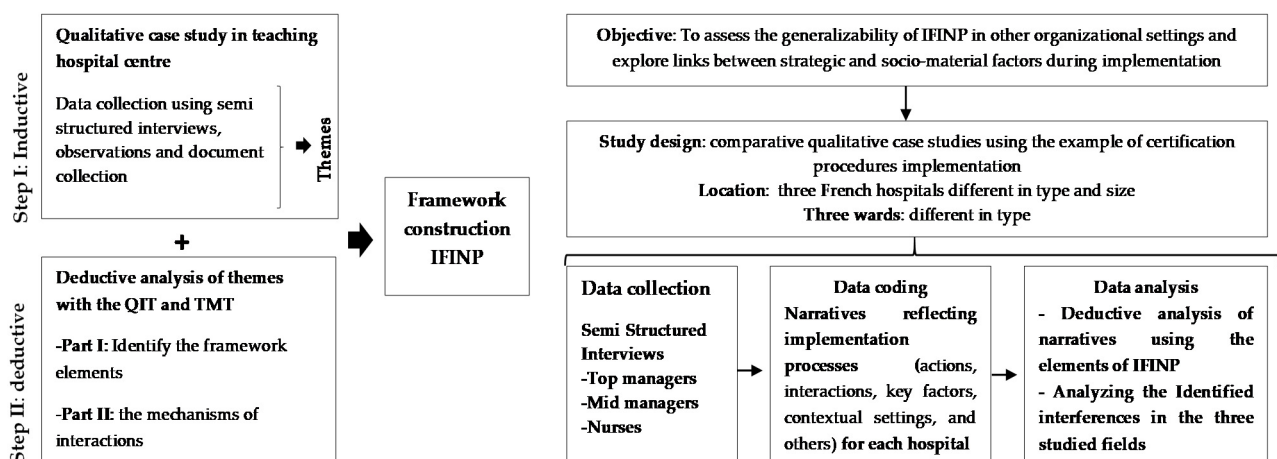 Step I: Inductive
Qualitative case study in teaching
hospital centre
Data collection using semi
structured interviews,
observations and document
collection
Themes
+
Step II: deductive
Deductive analysis of themes
with the QIT and TMT
-Part I: Identify the framework
elements
-Part II: the mechanisms of
interactions
Framework
construction
IFINP
Objective: To assess the generalizability of IFINP in other organizational settings and
explore links between strategic and socio-material factors during implementation
Study design: comparative qualitative case studies using the example of certification
procedures implementation
Location: three French hospitals different in type and size
Three wards: different in type
Data collection
Semi Structured
Interviews
-Top managers
-Mid managers
-Nurses
Data coding
Narratives reflecting
implementation
processes (actions,
interactions, key factors,
contextual settings, and
others) for each hospital
Data analysis
- Deductive analysis of
narratives using the
elements of IFINP
- Analyzing the Identified
interferences in the three
studied fields